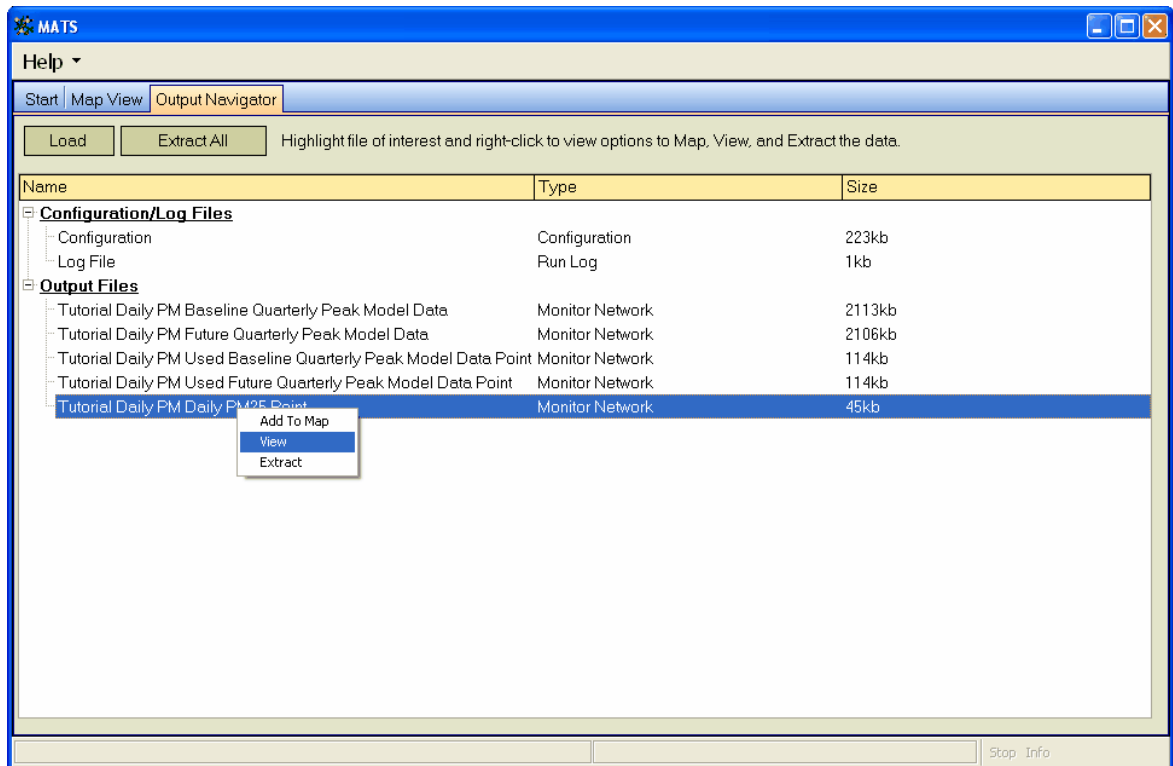 MATS
Help
Start Map View Output Navigator
Load Extract All Highlight file of interest and right-click to view options to Map, View, and Extract the data.
Name Type Size
Configuration/Log Files
Configuration Configuration 223kb
Log File Run Log 1kb
Output Files
Tutorial Daily PM Baseline Quarterly Peak Model Data Monitor Network 2113kb
Tutorial Daily PM Future Quarterly Peak Model Data Monitor Network 2106kb
Tutorial Daily PM Used Baseline Quarterly Peak Model Data Point Monitor Network 114kb
Tutorial Daily PM Used Future Quarterly Peak Model Data Point Monitor Network 114kb
Tutorial Daily PM Daily PM25 Point Monitor Network 45kb
Add To Map
View
Extract
Stop Info